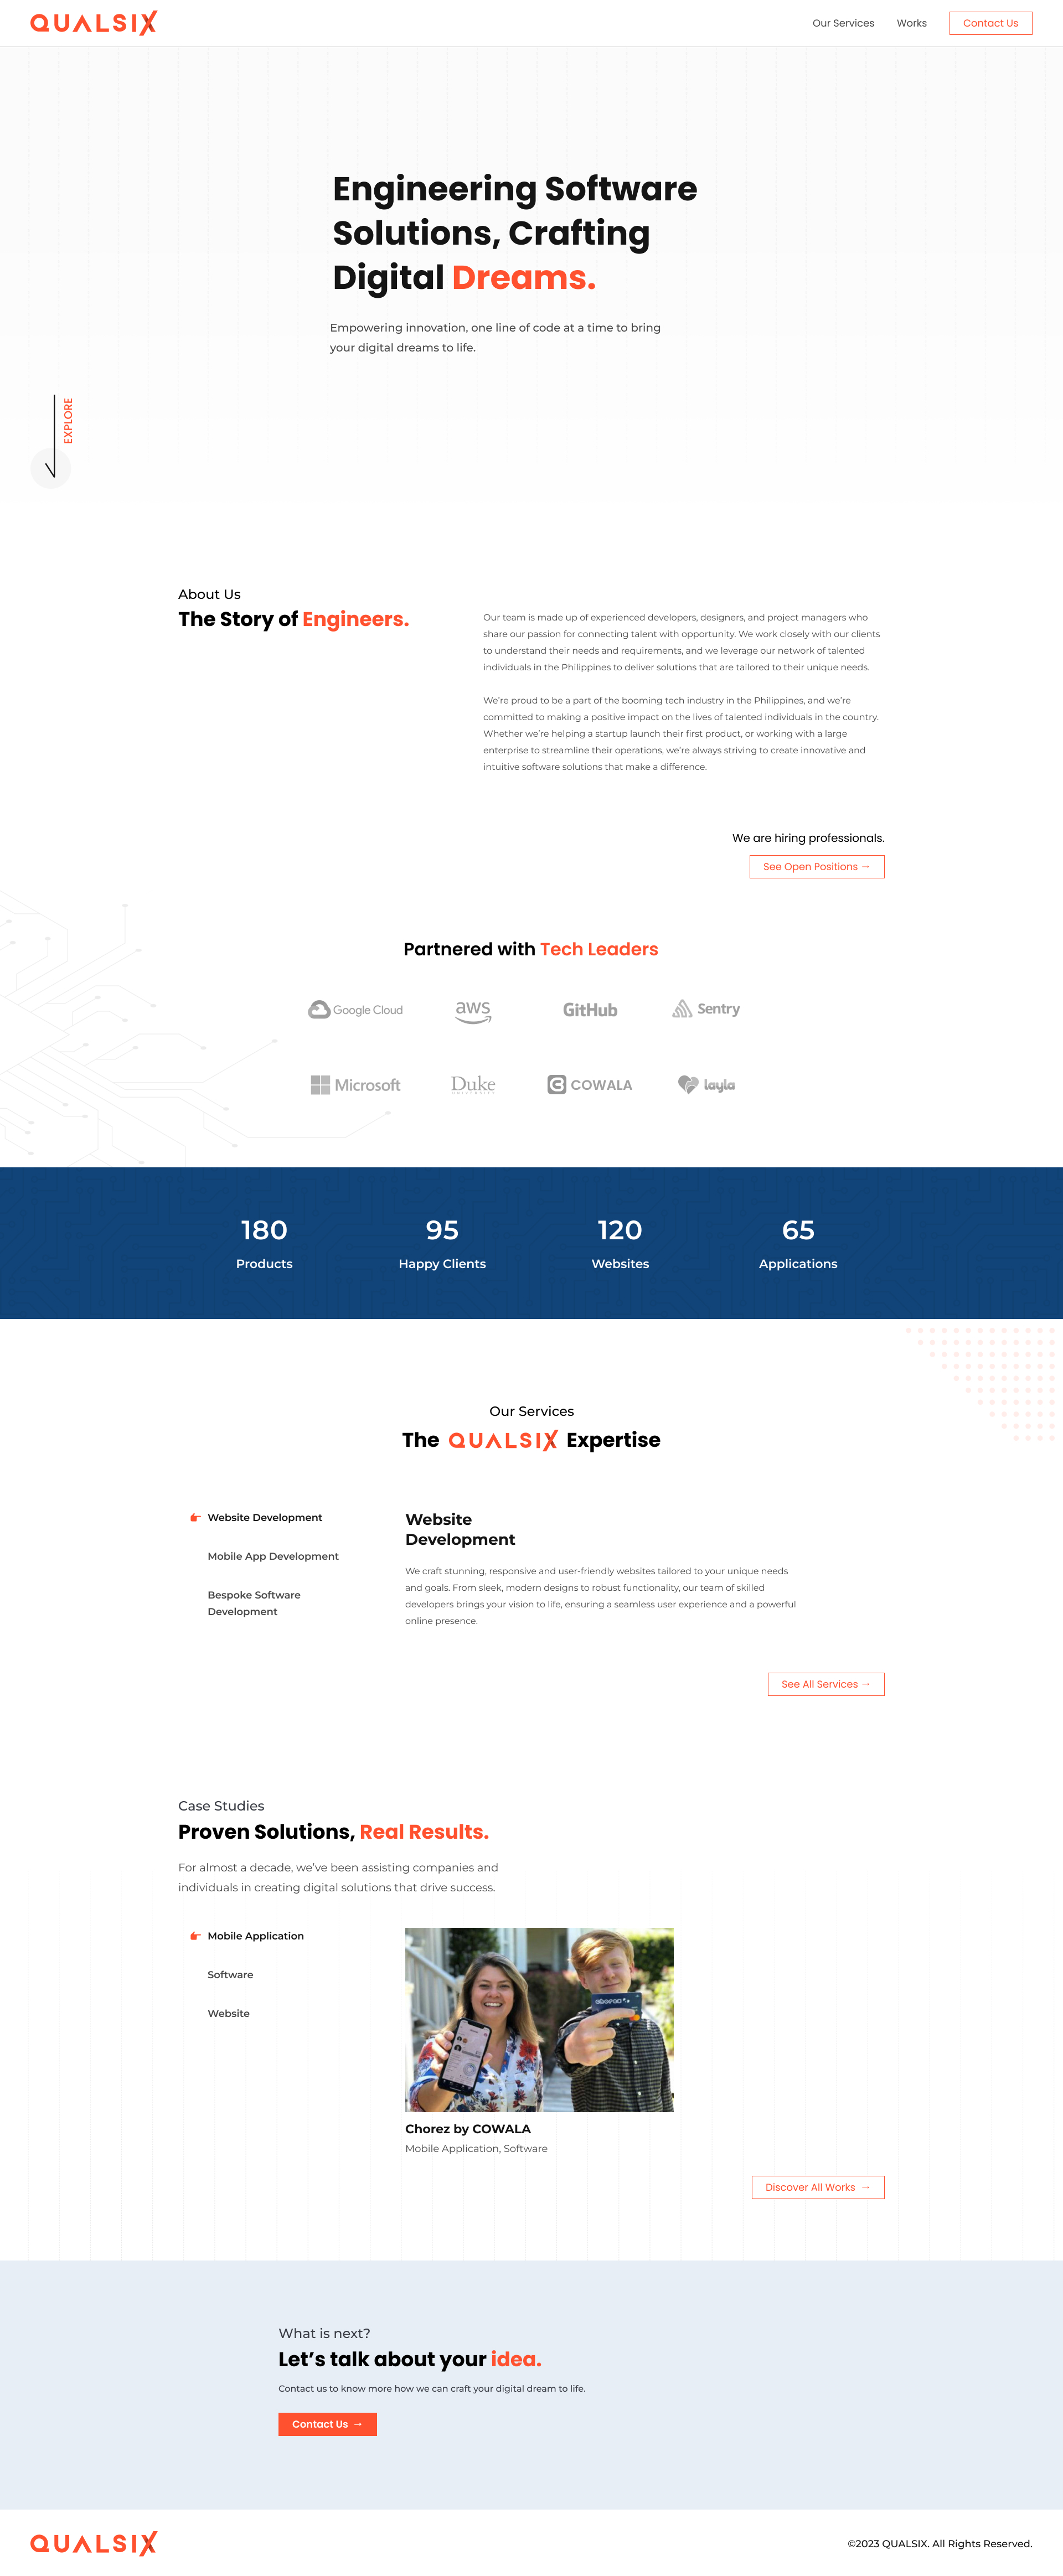 QUALSIX
Our Services
Works
Contact Us
Engineering Software
Solutions, Crafting
Digital Dreams.
Empowering innovation, one line of code at a time to bring
your digital dreams to life.
EXPLORE
About Us
The Story of Engineers.
Our team is made up of experienced developers, designers, and project managers who
share our passion for connecting talent with opportunity. We work closely with our clients
to understand their needs and requirements, and we leverage our network of talented
individuals in the Philippines to deliver solutions that are tailored to their unique needs.
We’re proud to be a part of the booming tech industry in the Philippines, and we’re
committed to making a positive impact on the lives of talented individuals in the country.
Whether we’re helping a startup launch their first product, or working with a large
enterprise to streamline their operations, we’re always striving to create innovative and
intuitive software solutions that make a difference.
We are hiring professionals.
See Open Positions →
Partnered with Tech Leaders
Google Cloud
aws
GitHub
Sentry
Microsoft
Duke
UNIVERSITY
COWALA
layla
180
Products
95
Happy Clients
120
Websites
65
Applications
Our Services
The QUALSIX Expertise
Website Development
Mobile App Development
Bespoke Software
Development
Website
Development
We craft stunning, responsive and user-friendly websites tailored to your unique needs
and goals. From sleek, modern designs to robust functionality, our team of skilled
developers brings your vision to life, ensuring a seamless user experience and a powerful
online presence.
See All Services →
Case Studies
Proven Solutions, Real Results.
For almost a decade, we’ve been assisting companies and
individuals in creating digital solutions that drive success.
Mobile Application
Software
Website
chorez
Chorez by COWALA
Mobile Application, Software
Discover All Works →
What is next?
Let’s talk about your idea.
Contact us to know more how we can craft your digital dream to life.
Contact Us →
QUALSIX
©2023 QUALSIX. All Rights Reserved.